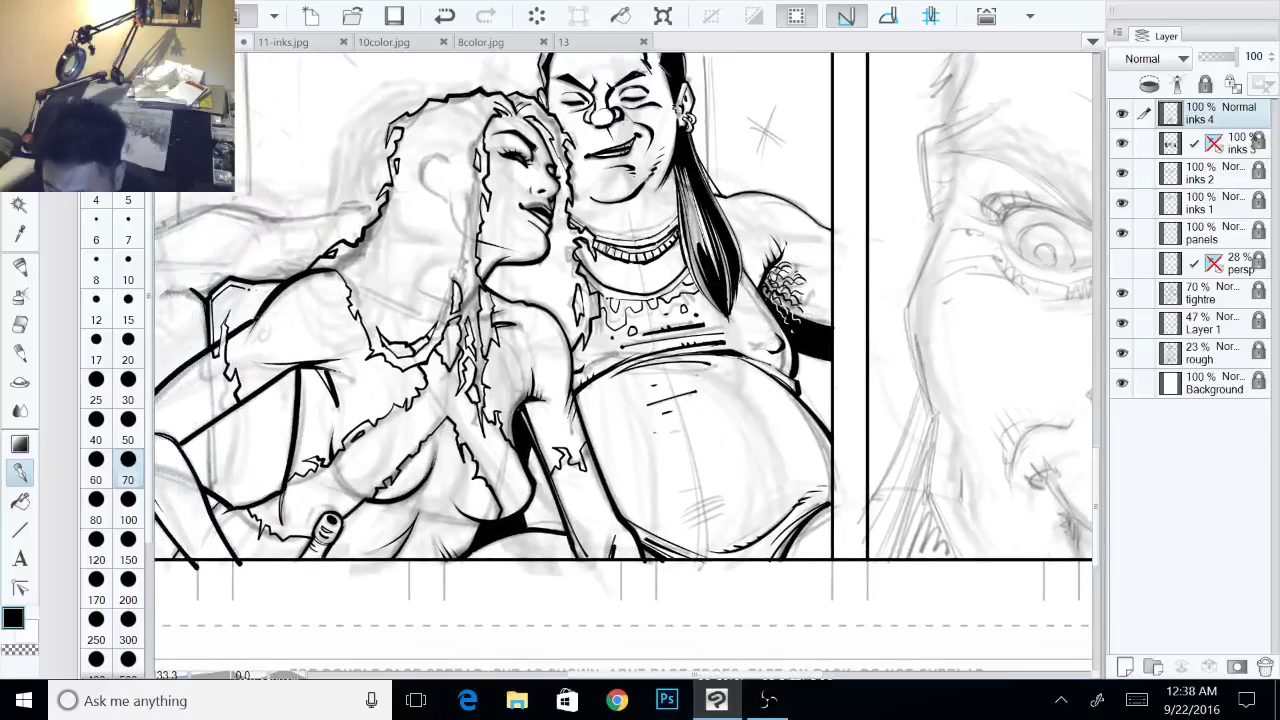 11-inks.jpg
10color.jpg
8color.jpg
13
Layer
Normal
100
100 % Normal
inks 4
100 %
inks 3
100 % Nor...
inks 2
100 % Nor...
inks 1
100 % Nor...
panels
28 %
persp
70 % Nor...
tightre
47 % Nor...
Layer 1
23 % Nor...
rough
100 % Nor...
Background
4 5
6 7
8 10
12 15
17 20
25 30
40 50
60 70
80 100
120 150
170 200
250 300
33.3
0.0
Ask me anything
12:38 AM
9/22/2016